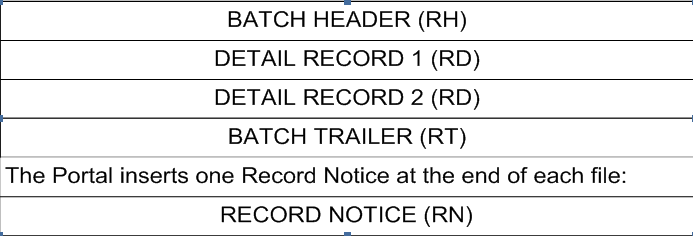 BATCH HEADER (RH)
DETAIL RECORD 1 (RD)
DETAIL RECORD 2 (RD)
BATCH TRAILER (RT)
The Portal inserts one Record Notice at the end of each file:
RECORD NOTICE (RN)